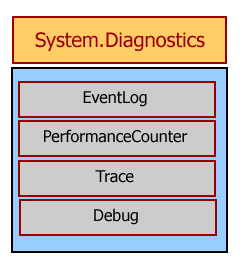 System.Diagnostics
EventLog
PerformanceCounter
Trace
Debug